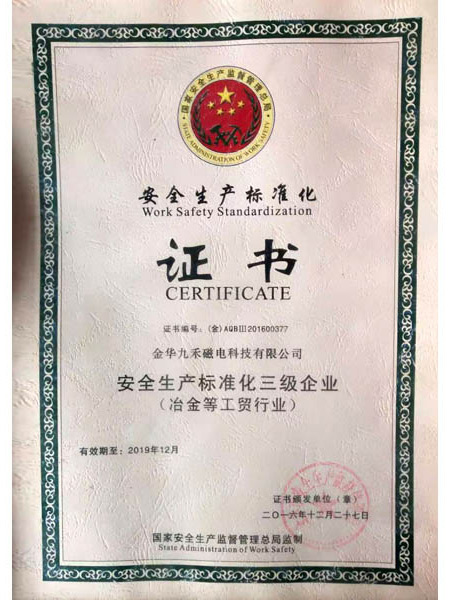 国家安全生产监督管理总局
STATE ADMINISTRATION OF WORK SAFETY
安全生产标准化
Work Safety Standardization
证书
CERTIFICATE
证书编号：(金)AQBⅢ201600377
金华九禾磁电科技有限公司
安全生产标准化三级企业
（冶金等工贸行业）
有效期至：2019年12月
证书颁发单位（章）
二〇一六年十二月二十七日
国家安全生产监督管理总局监制
State Administration of Work Safety